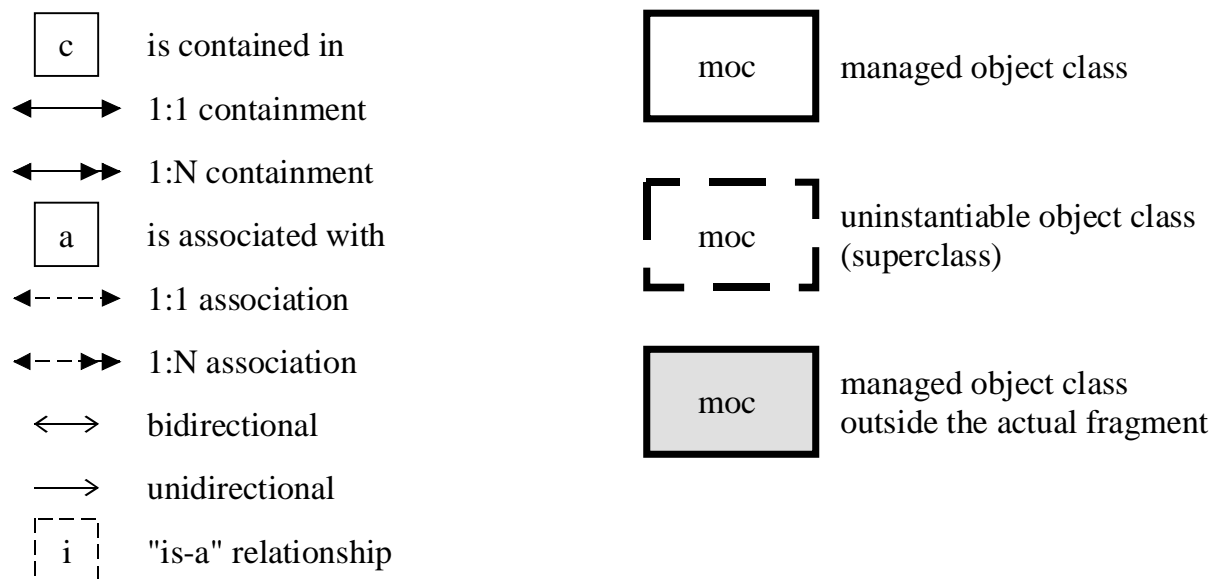 c
is contained in
1:1 containment
1:N containment
a
is associated with
1:1 association
1:N association
bidirectional
unidirectional
i
"is-a" relationship
moc
managed object class
moc
uninstantiable object class
(superclass)
moc
managed object class
outside the actual fragment